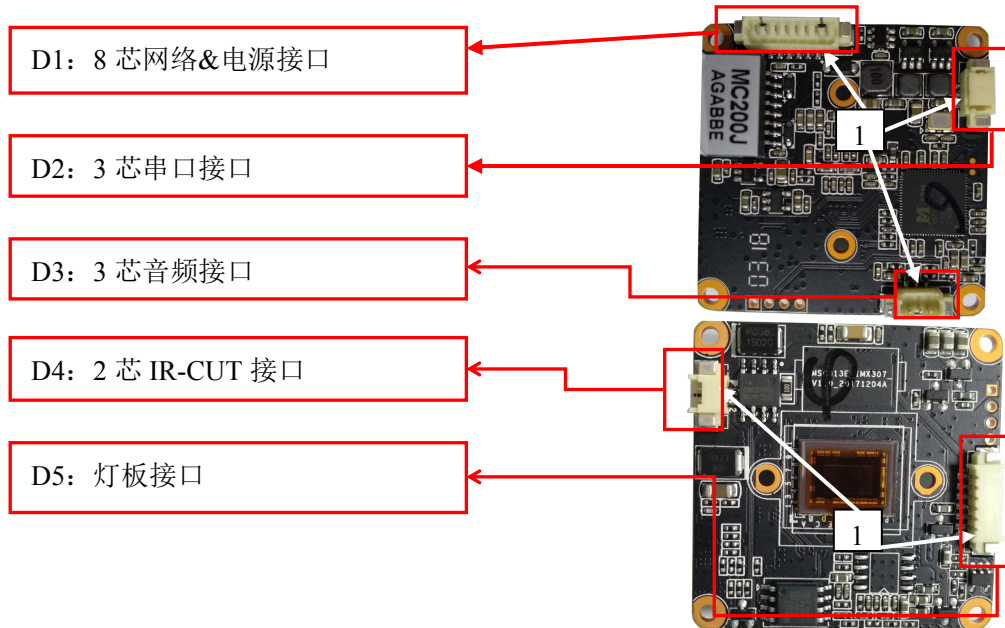 D1：8 芯网络&电源接口
D2：3 芯串口接口
D3：3 芯音频接口
D4：2 芯 IR-CUT 接口
D5：灯板接口
MC200J
AGABBE
1
1